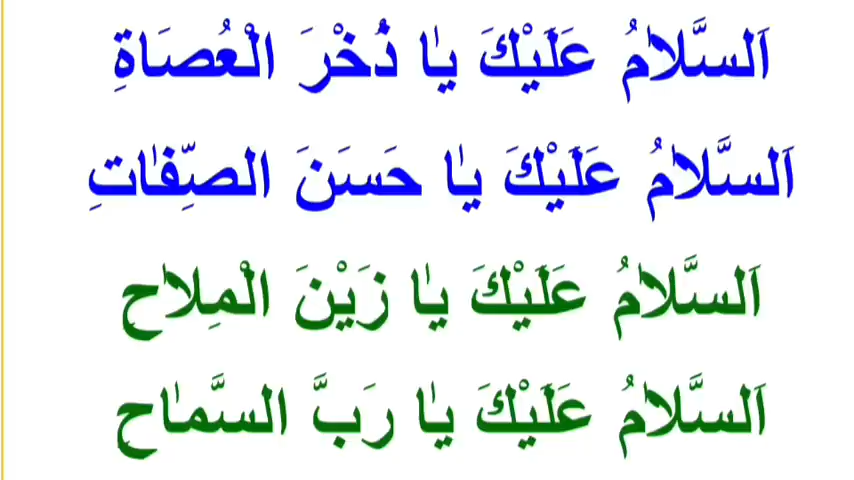 اَلسَّلَامُ عَلَيْكَ يٰا ذُخْرَ الْعُصَاةِ
اَلسَّلَامُ عَلَيْكَ يٰا حَسَنَ الصِّفٰاتِ
اَلسَّلَامُ عَلَيْكَ يٰا زَيْنَ الْمِلَاحِ
اَلسَّلَامُ عَلَيْكَ يٰا رَبَّ السَّمٰاحِ